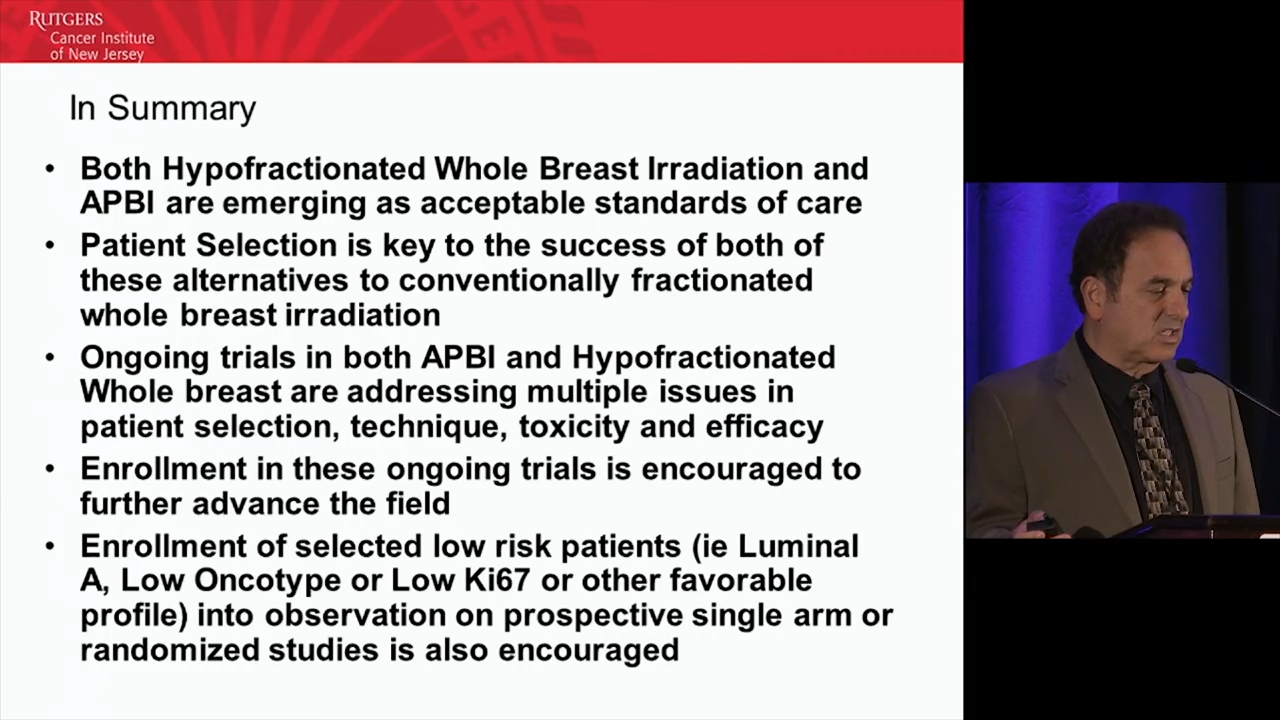 RUTGERS
Cancer Institute
of New Jersey
In Summary
• Both Hypofractionated Whole Breast Irradiation and
APBI are emerging as acceptable standards of care
• Patient Selection is key to the success of both of
these alternatives to conventionally fractionated
whole breast irradiation
• Ongoing trials in both APBI and Hypofractionated
Whole breast are addressing multiple issues in
patient selection, technique, toxicity and efficacy
• Enrollment in these ongoing trials is encouraged to
further advance the field
• Enrollment of selected low risk patients (ie Luminal
A, Low Oncotype or Low Ki67 or other favorable
profile) into observation on prospective single arm or
randomized studies is also encouraged